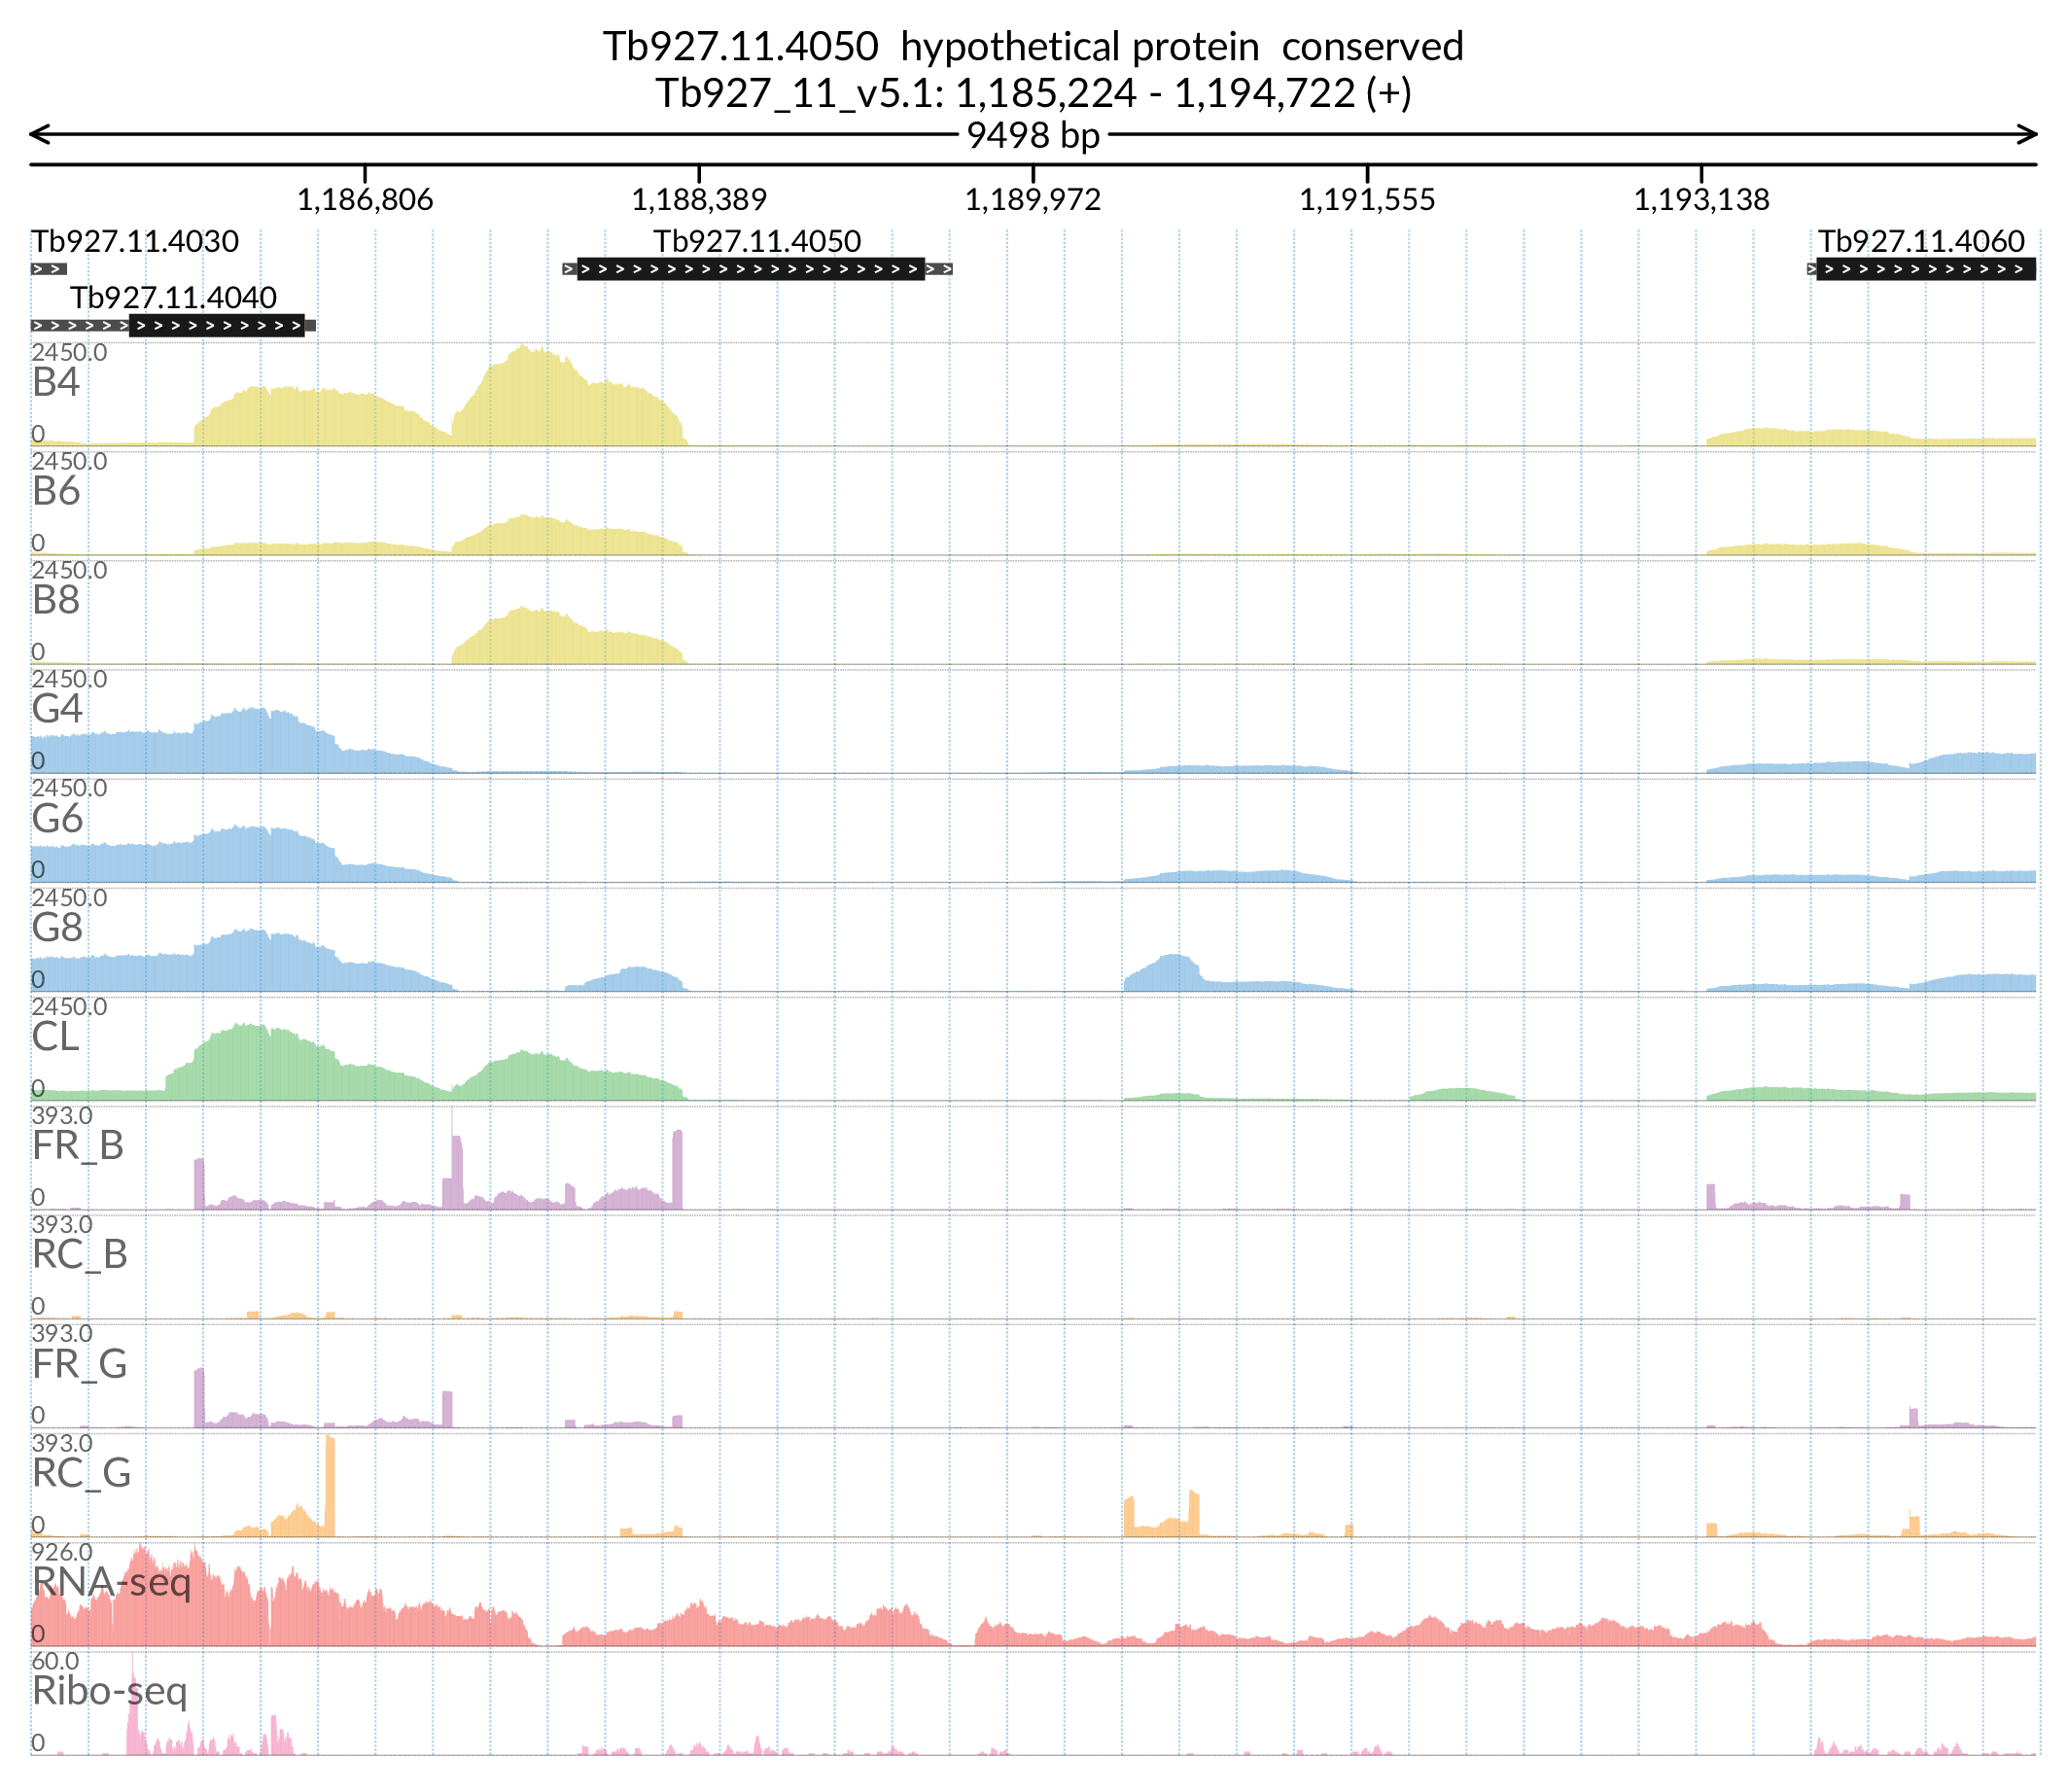 Tb927.11.4050 hypothetical protein conserved
Tb927_11_v5.1: 1,185,224 - 1,194,722 (+)
9498 bp
1,186,806 1,188,389 1,189,972 1,191,555 1,193,138
Tb927.11.4030 Tb927.11.4050 Tb927.11.4060
Tb927.11.4040
2450.0
B4
0
2450.0
B6
0
2450.0
B8
0
2450.0
G4
0
2450.0
G6
0
2450.0
G8
0
2450.0
CL
0
393.0
FR_B
0
393.0
RC_B
0
393.0
FR_G
0
393.0
RC_G
0
926.0
RNA-seq
0
60.0
Ribo-seq
0